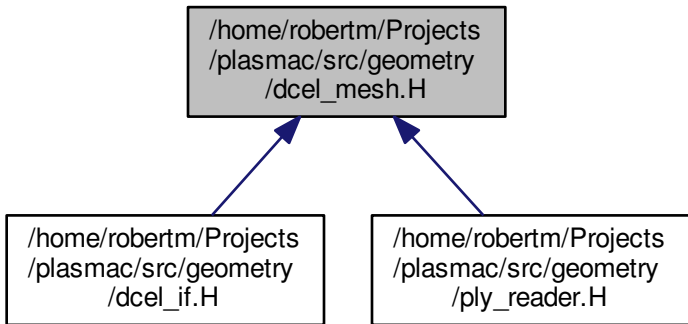 /home/robertm/Projects
/plasmac/src/geometry
/dcel_mesh.H
/home/robertm/Projects
/plasmac/src/geometry
/dcel_if.H
/home/robertm/Projects
/plasmac/src/geometry
/ply_reader.H